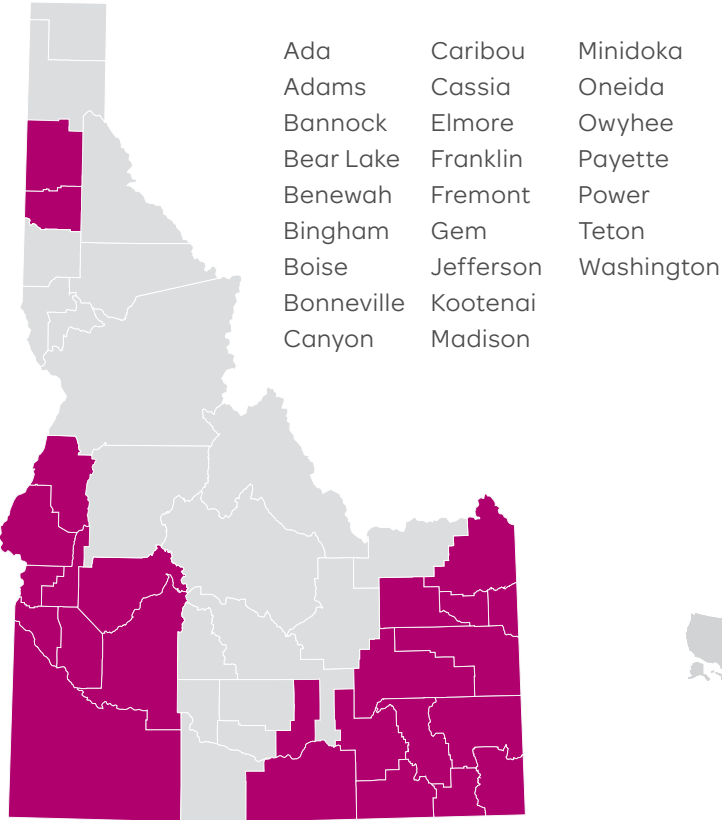 Ada
Adams
Bannock
Bear Lake
Benewah
Bingham
Boise
Bonneville
Canyon
Caribou
Cassia
Elmore
Franklin
Fremont
Gem
Jefferson
Kootenai
Madison
Minidoka
Oneida
Owyhee
Payette
Power
Teton
Washington